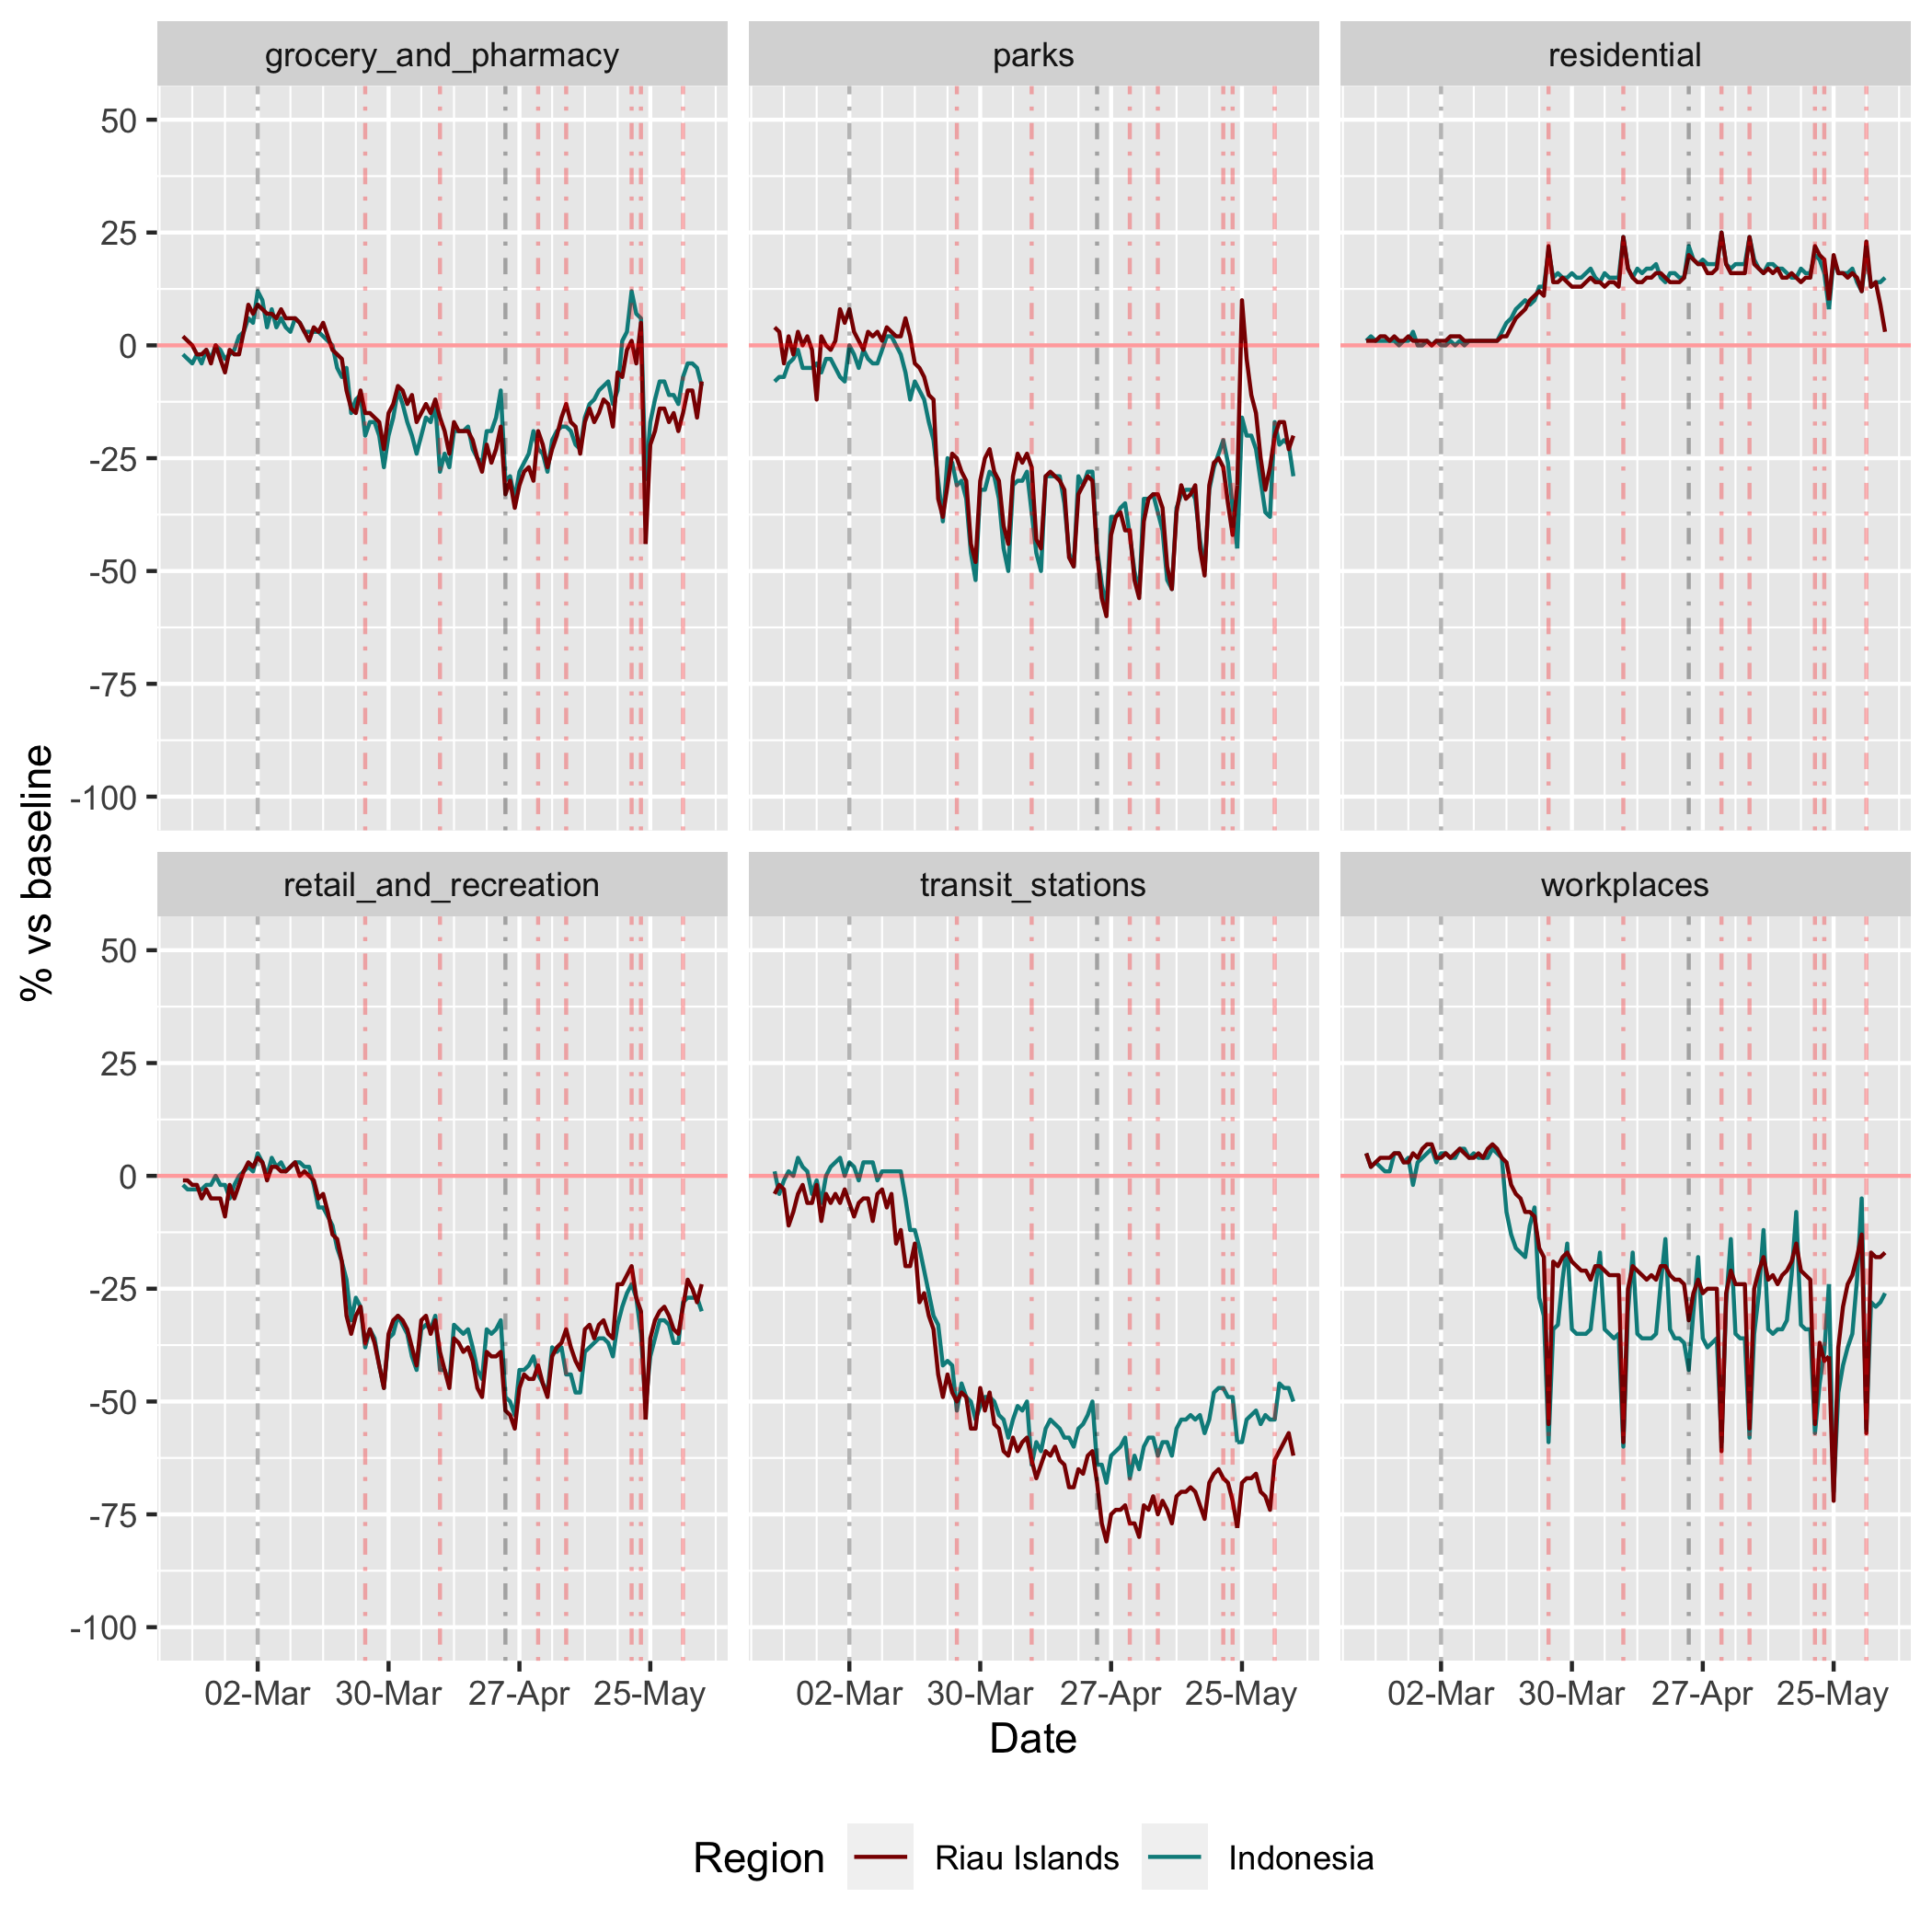 grocery_and_pharmacy parks residential
50
25
0
-25
-50
-75
-100
% vs baseline
retail_and_recreation transit_stations workplaces
50
25
0
-25
-50
-75
-100
02-Mar 30-Mar 27-Apr 25-May 02-Mar 30-Mar 27-Apr 25-May 02-Mar 30-Mar 27-Apr 25-May
Date
Region Riau Islands Indonesia